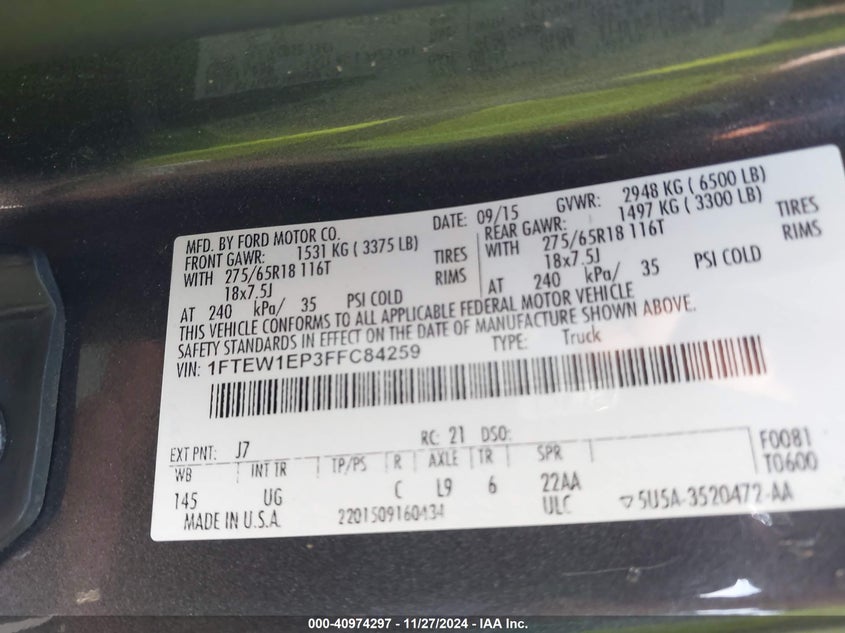 MFD. BY FORD MOTOR CO. DATE: 09/15 GVWR: 2948 KG ( 6500 LB)
FRONT GAWR: 1531 KG ( 3375 LB) REAR GAWR: 1497 KG ( 3300 LB)
WITH 275/65R18 116T TIRES WITH 275/65R18 116T TIRES
18x7.5J RIMS 18x7.5J RIMS
AT 240 kPa/ 35 PSI COLD AT 240 kPa/ 35 PSI COLD
THIS VEHICLE CONFORMS TO ALL APPLICABLE FEDERAL MOTOR VEHICLE
SAFETY STANDARDS IN EFFECT ON THE DATE OF MANUFACTURE SHOWN ABOVE.
VIN: 1FTEW1EP3FFC84259 TYPE: Truck
EXT PNT: J7 RC: 21 DSO: F0081
WB INT TR TP/PS R AXLE TR SPR T0600
145 UG C L9 6 22AA
MADE IN U.S.A. 2201509160434 ULC ▽5U5A-3520472-AA
000-40974297 - 11/27/2024 - IAA Inc.